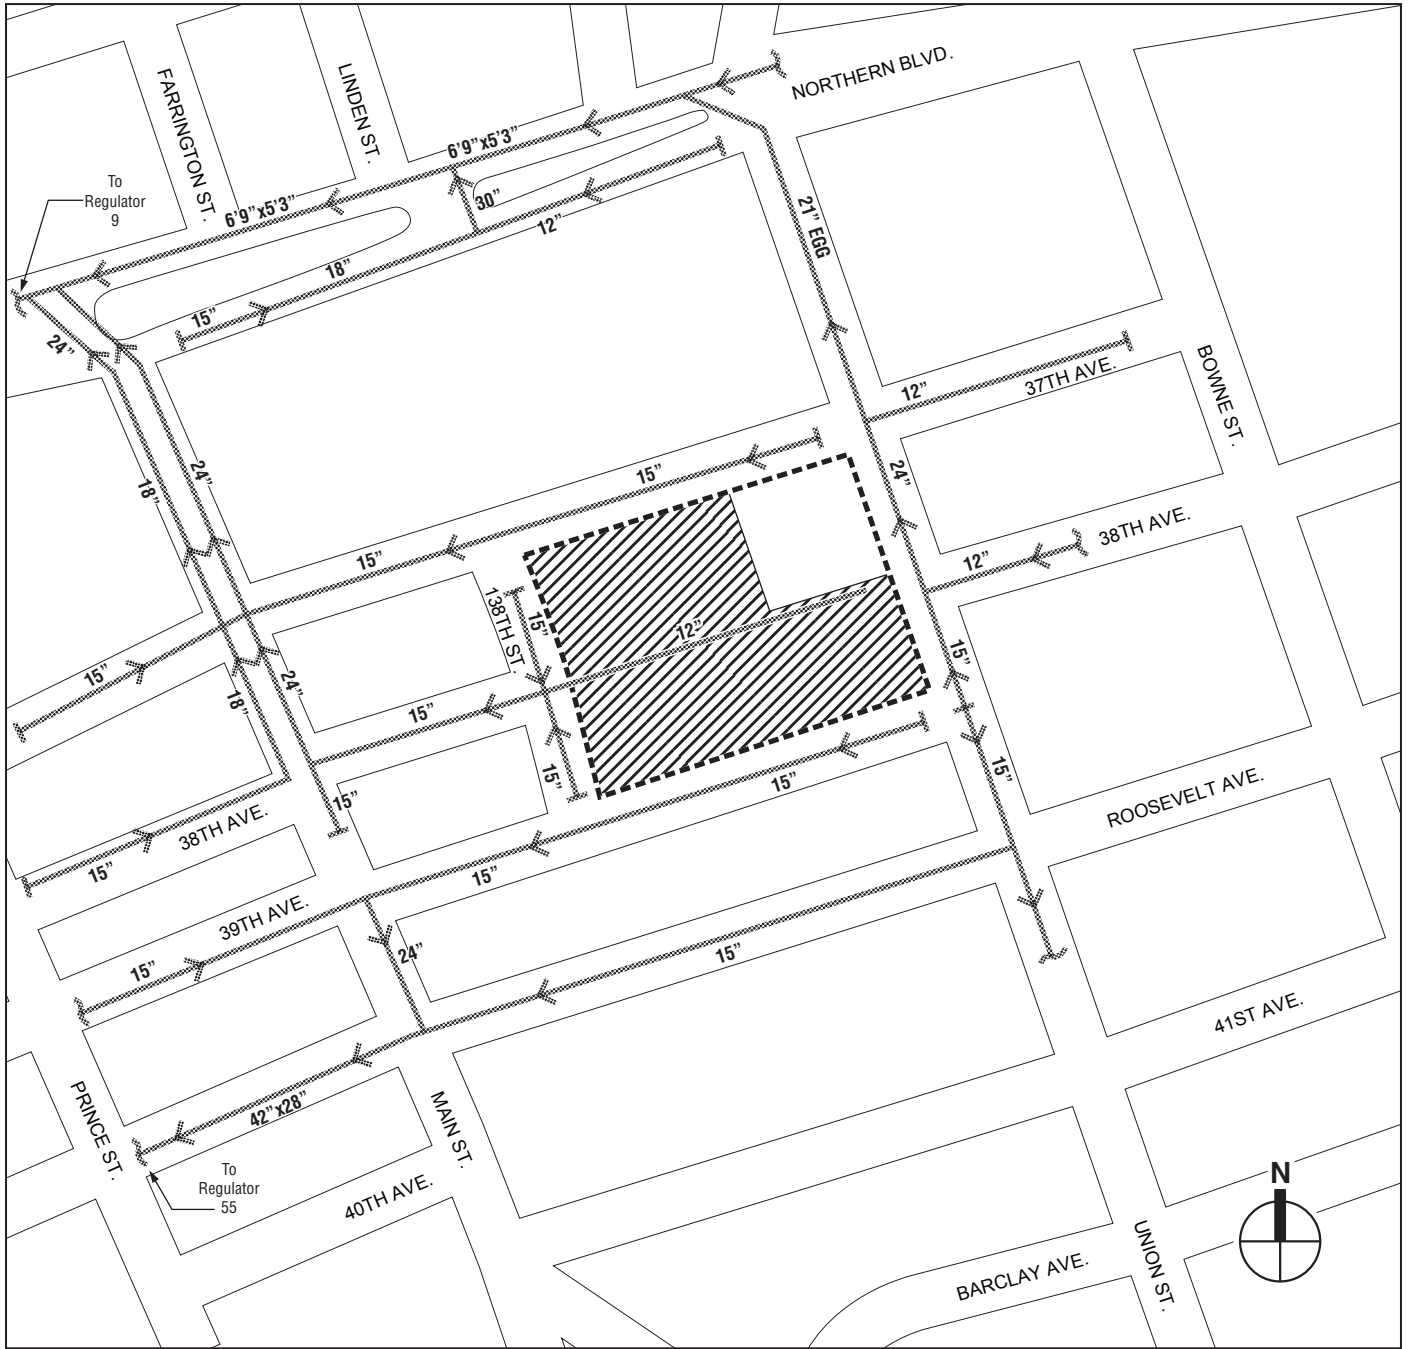 NORTHERN BLVD.
FARRINGTON ST.
LINDEN ST.
6'9"x5'3"
To
Regulator
9
30"
6'9"x5'3"
12"
21" EGG
18"
15"
24"
12"
37TH AVE.
BOWNE ST.
24"
15"
24"
18"
38TH AVE.
15"
12"
138TH ST.
15"
12"
15"
15"
24"
18"
15"
15"
15"
15"
15"
ROOSEVELT AVE.
15"
38TH AVE.
15"
15"
39TH AVE.
24"
15"
15"
41ST AVE.
PRINCE ST.
42"x28"
MAIN ST.
To
Regulator
55
40TH AVE.
N
UNION ST.
BARCLAY AVE.